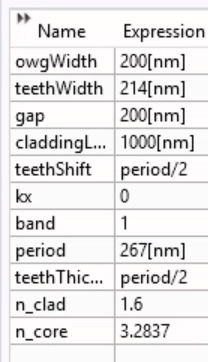 Name Expression
owgWidth 200[nm]
teethWidth 214[nm]
gap 200[nm]
claddingL... 1000[nm]
teethShift period/2
kx 0
band 1
period 267[nm]
teethThic... period/2
n_clad 1.6
n_core 3.2837